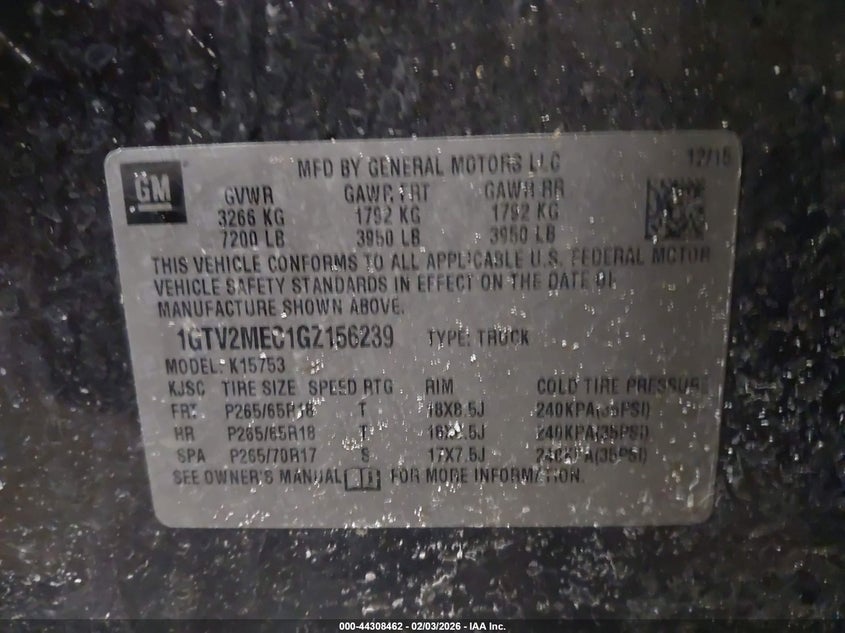 GM
MFD BY GENERAL MOTORS LLC 12/15
GVWR GAWR FRT GAWR RR
3266 KG 1792 KG 1792 KG
7200 LB 3950 LB 3950 LB
THIS VEHICLE CONFORMS TO ALL APPLICABLE U.S. FEDERAL MOTOR
VEHICLE SAFETY STANDARDS IN EFFECT ON THE DATE OF
MANUFACTURE SHOWN ABOVE.
1GTV2MEC1GZ156239 TYPE: TRUCK
MODEL: K15753
KJSC TIRE SIZE SPEED RTG RIM COLD TIRE PRESSURE
FRT P265/65R18 T 18X8.5J 240KPA(35PSI)
RR P265/65R18 T 18X8.5J 240KPA(35PSI)
SPA P265/70R17 S 17X7.5J 240KPA(35PSI)
SEE OWNER'S MANUAL FOR MORE INFORMATION.
000-44308462 - 02/03/2026 - IAA Inc.